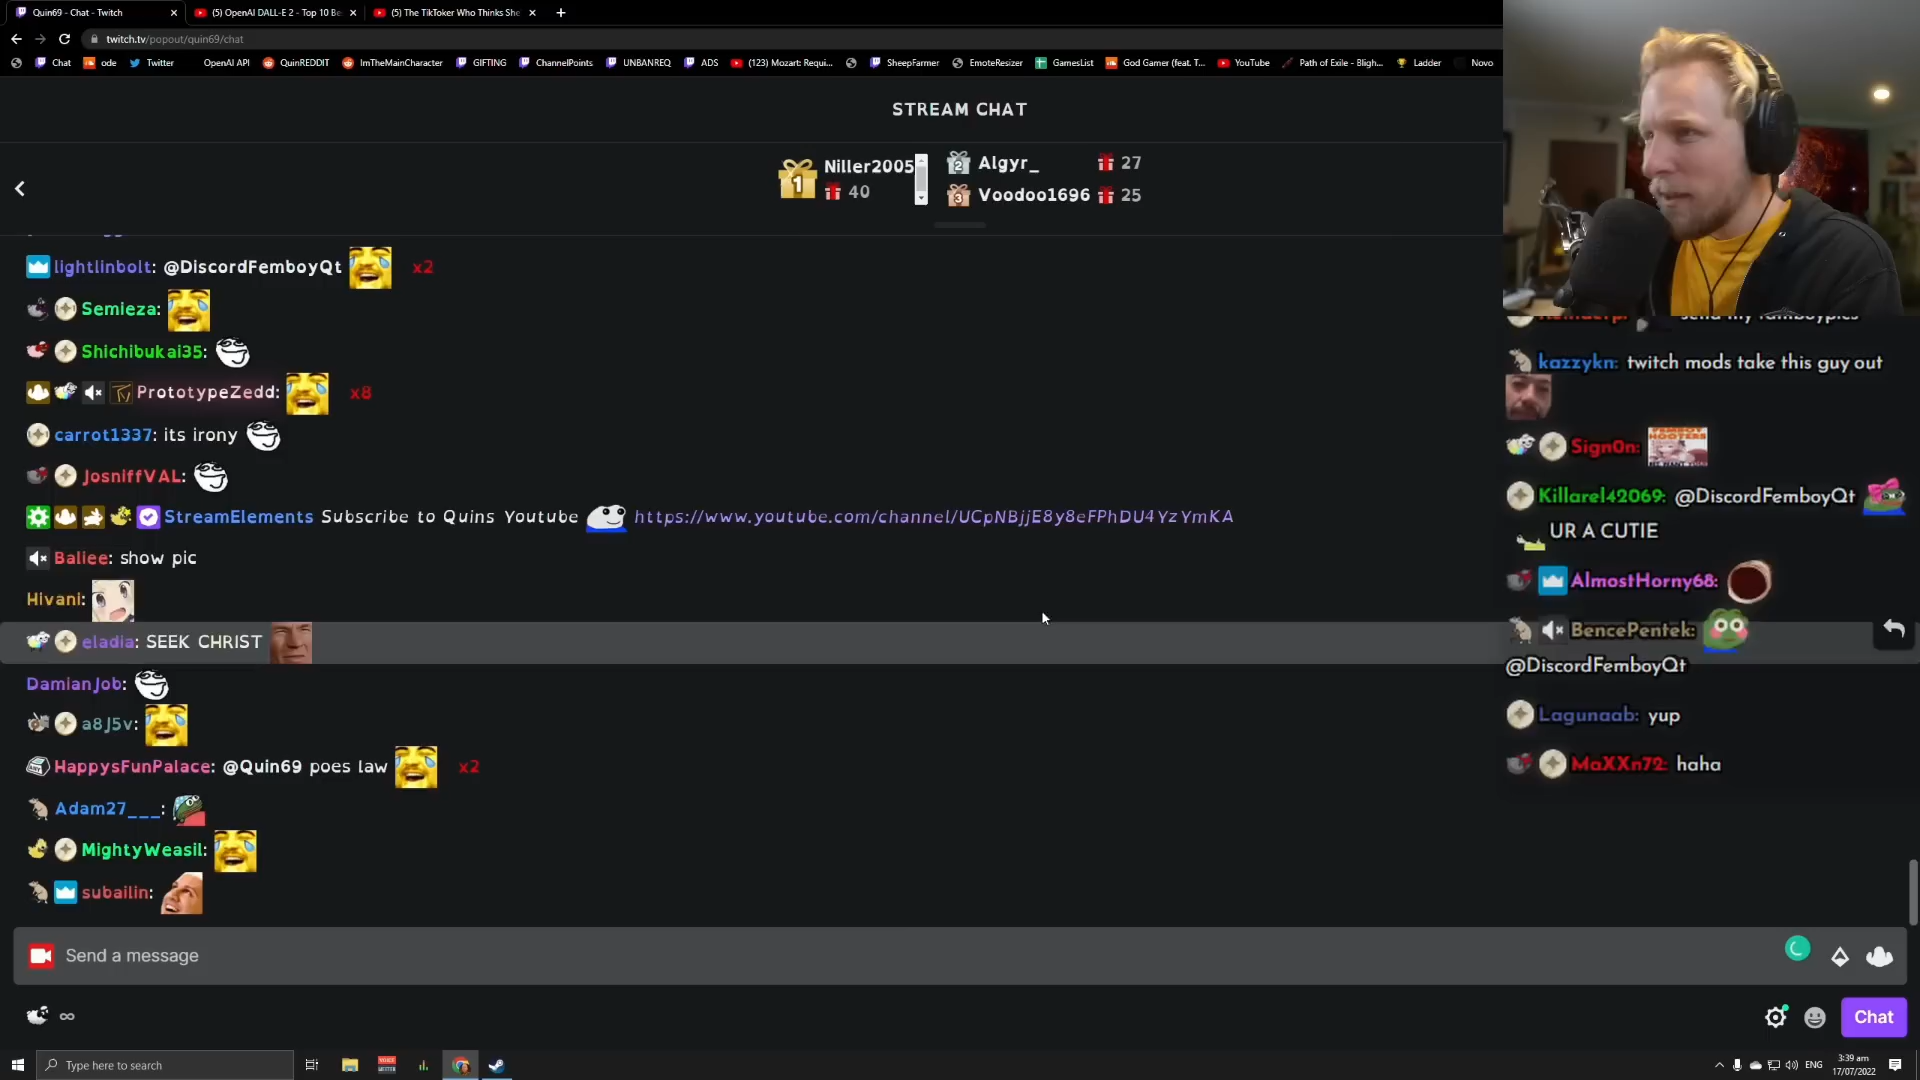 Quin69 - Chat - Twitch
(5) OpenAI DALL-E 2 - Top 10 Be
(5) The TikToker Who Thinks She
twitch.tv/popout/quin69/chat
Chat
ode
Twitter
OpenAI API
QuinREDDIT
ImTheMainCharacter
GIFTING
ChannelPoints
UNBANREQ
ADS
(123) Mozart: Requi...
SheepFarmer
EmoteResizer
GamesList
God Gamer (feat. T...
YouTube
Path of Exile - Bligh...
Ladder
Novo
STREAM CHAT
1 Niller2005
40
2 Algyr_ 27
3 Voodoo1696 25
lightlinbolt: @DiscordFemboyQt x2
Semieza:
Shichibukai35:
PrototypeZedd: x8
carrot1337: its irony
JosniffVAL:
StreamElements Subscribe to Quins Youtube https://www.youtube.com/channel/UCpNBjjE8y8eFPhDU4YzYmKA
Baliee: show pic
Hivani:
eladia: SEEK CHRIST
DamianJob:
a8J5v:
HappysFunPalace: @Quin69 poes law x2
Adam27___:
MightyWeasil:
subailin:
Send a message
Chat
kazzykn: twitch mods take this guy out
Sign0n: FEMBOY HOOTERS
Killarel42069: @DiscordFemboyQt
UR A CUTIE
AlmostHorny68:
BencePentek:
@DiscordFemboyQt
Lagunaab: yup
MaXXn72: haha
Type here to search
ENG
3:39 am
17/07/2022